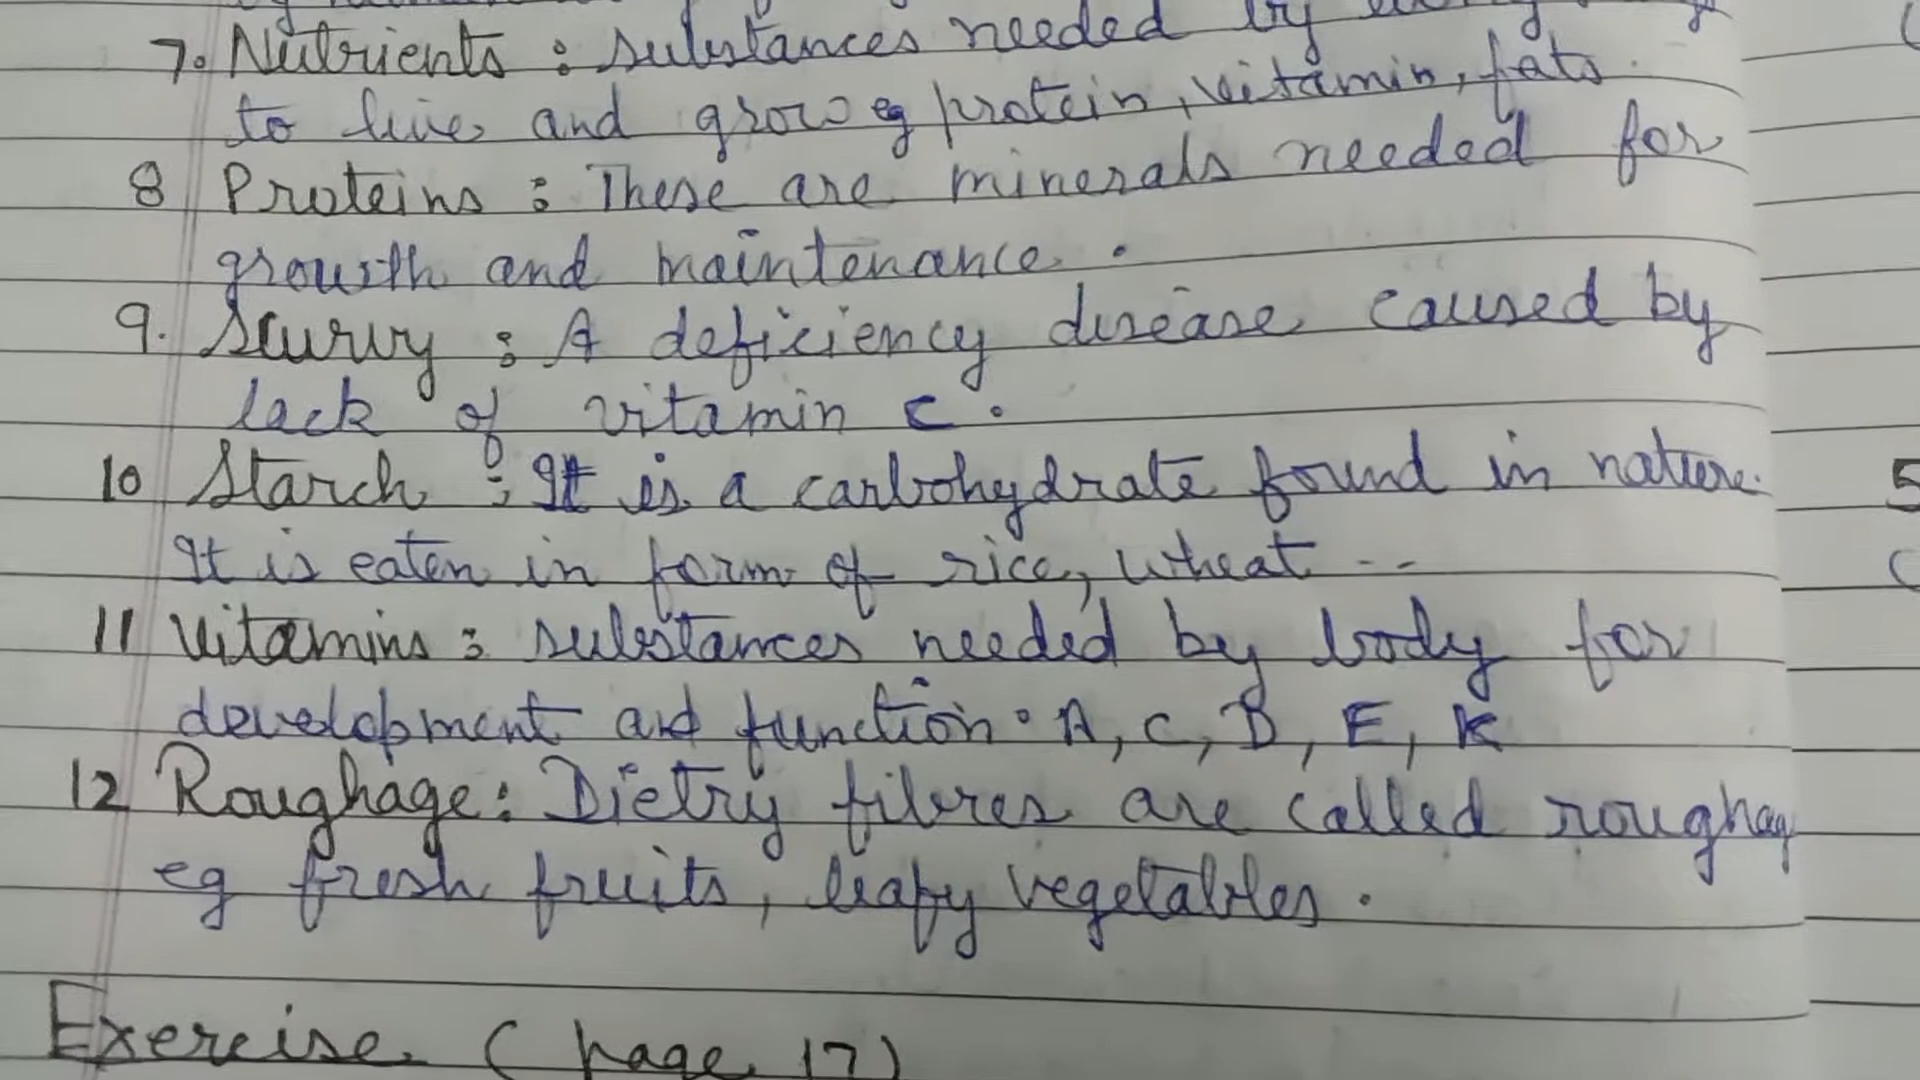 7. Nutrients : substances needed by
to live and grow eg protein, vitamin, fats.
8 Proteins : These are minerals needed for
growth and maintenance.
9. Scurvy : A deficiency disease caused by
lack of vitamin C.
10 Starch : It is a carbohydrate found in nature.
It is eaten in form of rice, wheat --
11 Vitamins : substances needed by body for
development and function. A, C, B, E, K
12 Roughage : Dietry fibres are called roughag
eg fresh fruits, leafy vegetables.
Exercise (page 17)
5